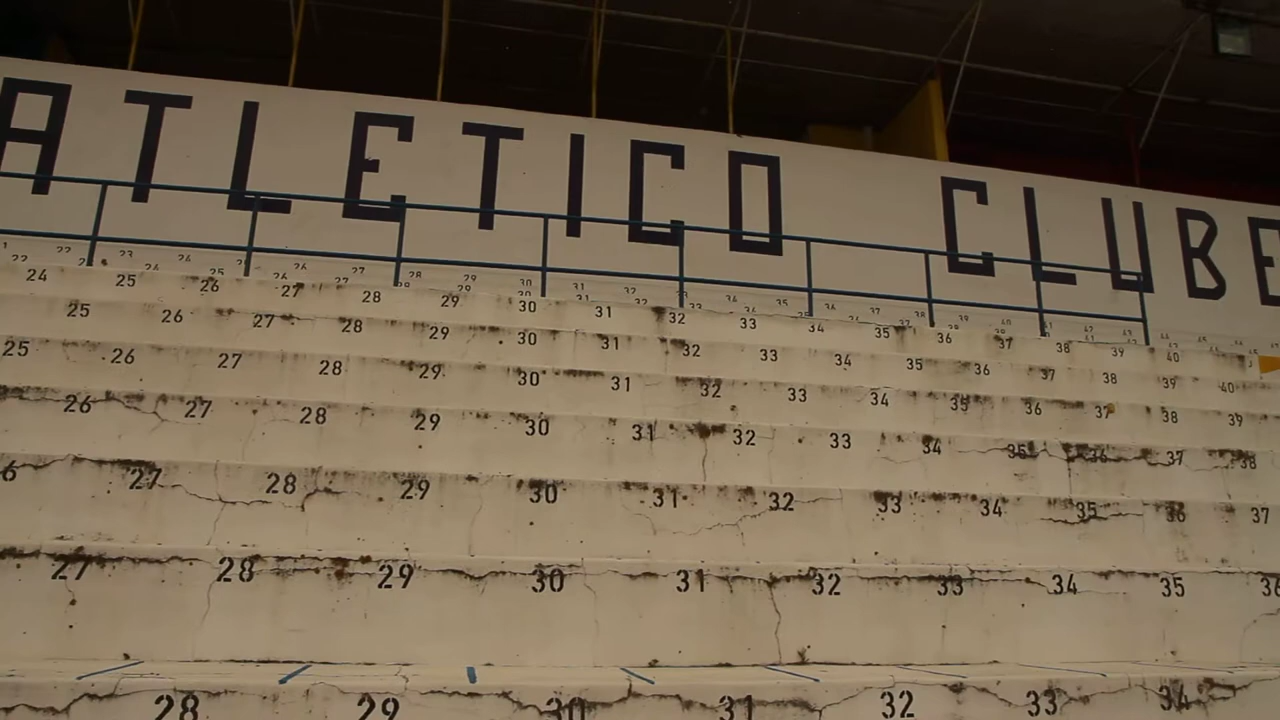 ATLETICO CLUBE
24 25 26 27 28 29 30 31 32 33 34 35 36 37 38 39 40
25 26 27 28 29 30 31 32 33 34 35 36 37 38 39 40
25 26 27 28 29 30 31 32 33 34 35 36 37 38 39
26 27 28 29 30 31 32 33 34 35 36 37 38
27 28 29 30 31 32 33 34 35 36 37
27 28 29 30 31 32 33 34 35 36
28 29 30 31 32 33 34